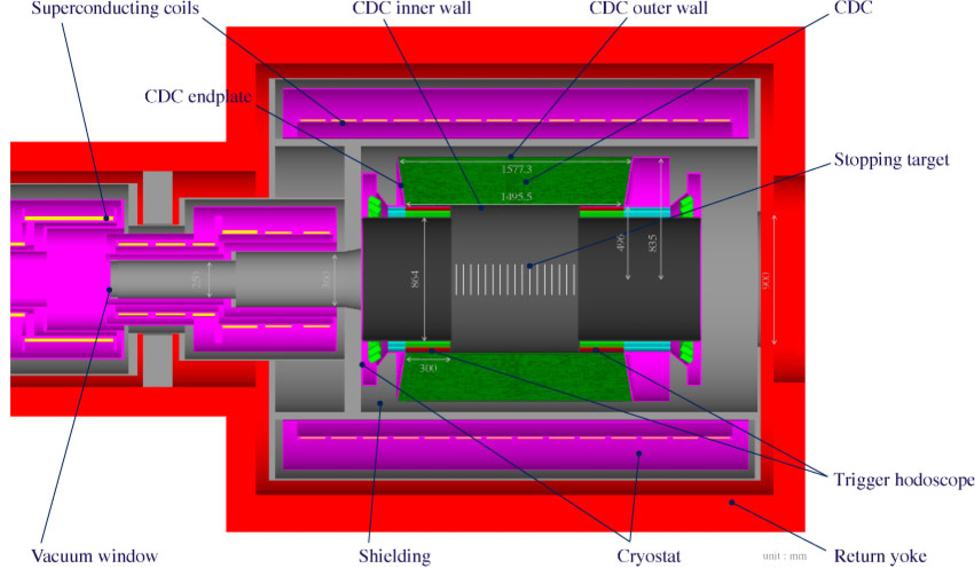 Superconducting coils
CDC inner wall
CDC outer wall
CDC
CDC endplate
Stopping target
1577.3
1495.5
496
835
250
360
864
900
300
Trigger hodoscope
Vacuum window
Shielding
Cryostat
unit : mm
Return yoke